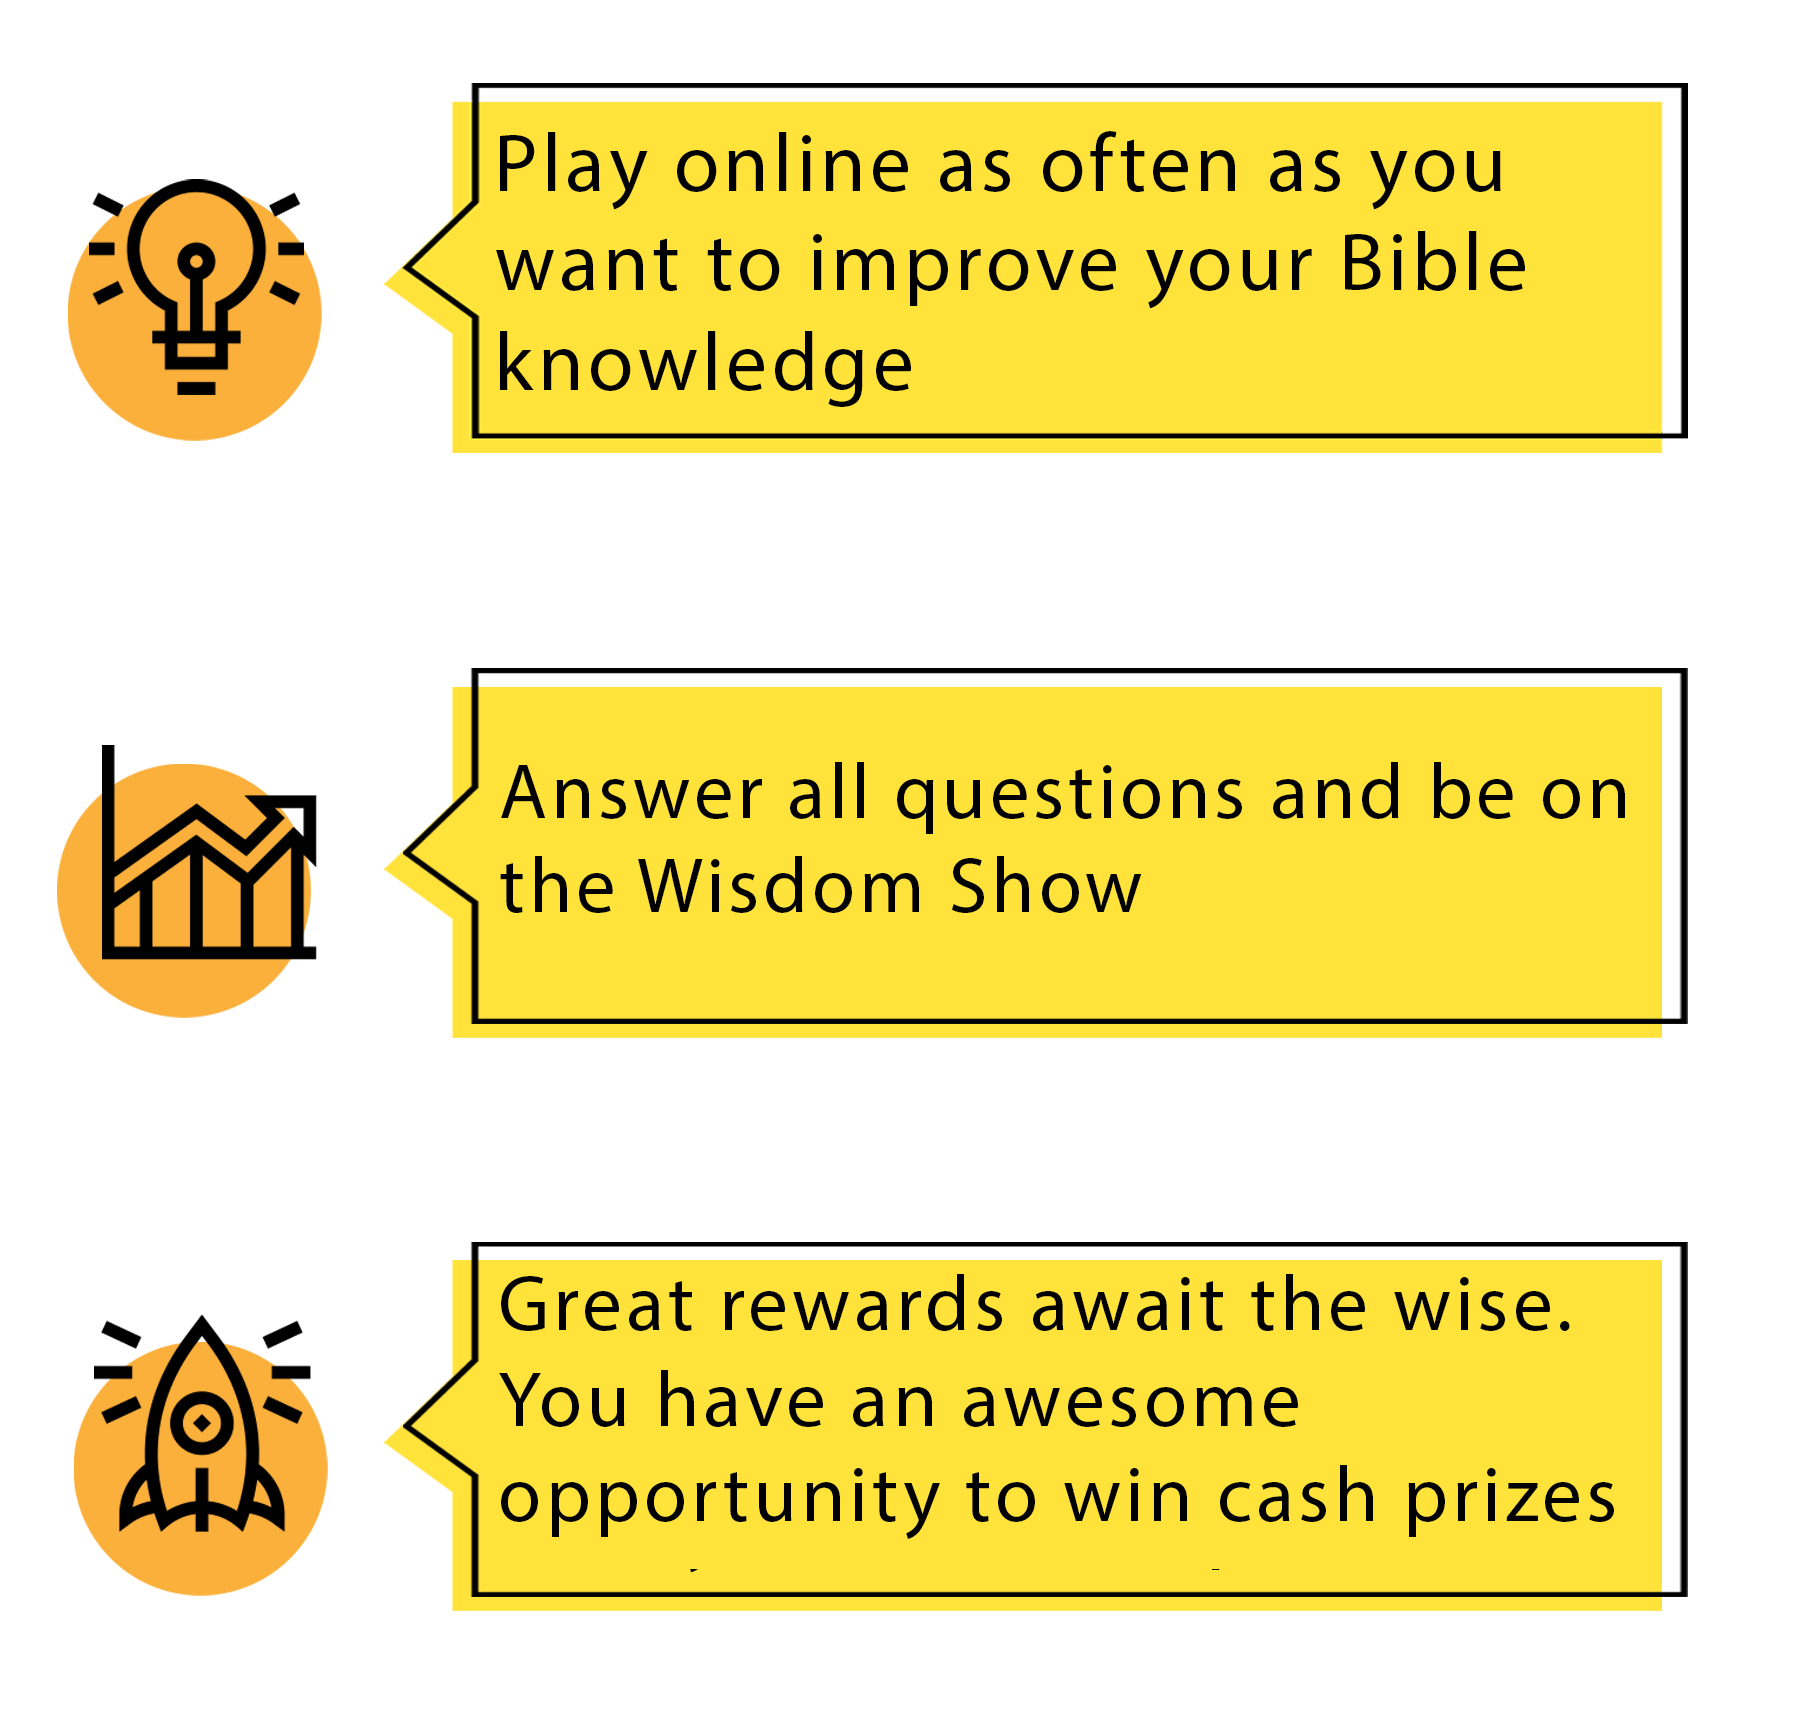 Play online as often as you
want to improve your Bible
knowledge
Answer all questions and be on
the Wisdom Show
Great rewards await the wise.
You have an awesome
opportunity to win cash prizes